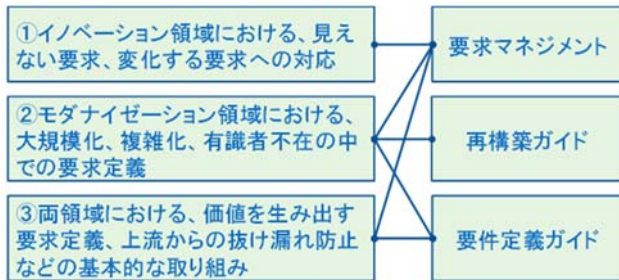 ①イノベーション領域における、見え
ない要求、変化する要求への対応
要求マネジメント
②モダナイゼーション領域における、
大規模化、複雑化、有識者不在の中
での要求定義
再構築ガイド
③両領域における、価値を生み出す
要求定義、上流からの抜け漏れ防止
などの基本的な取り組み
要件定義ガイド